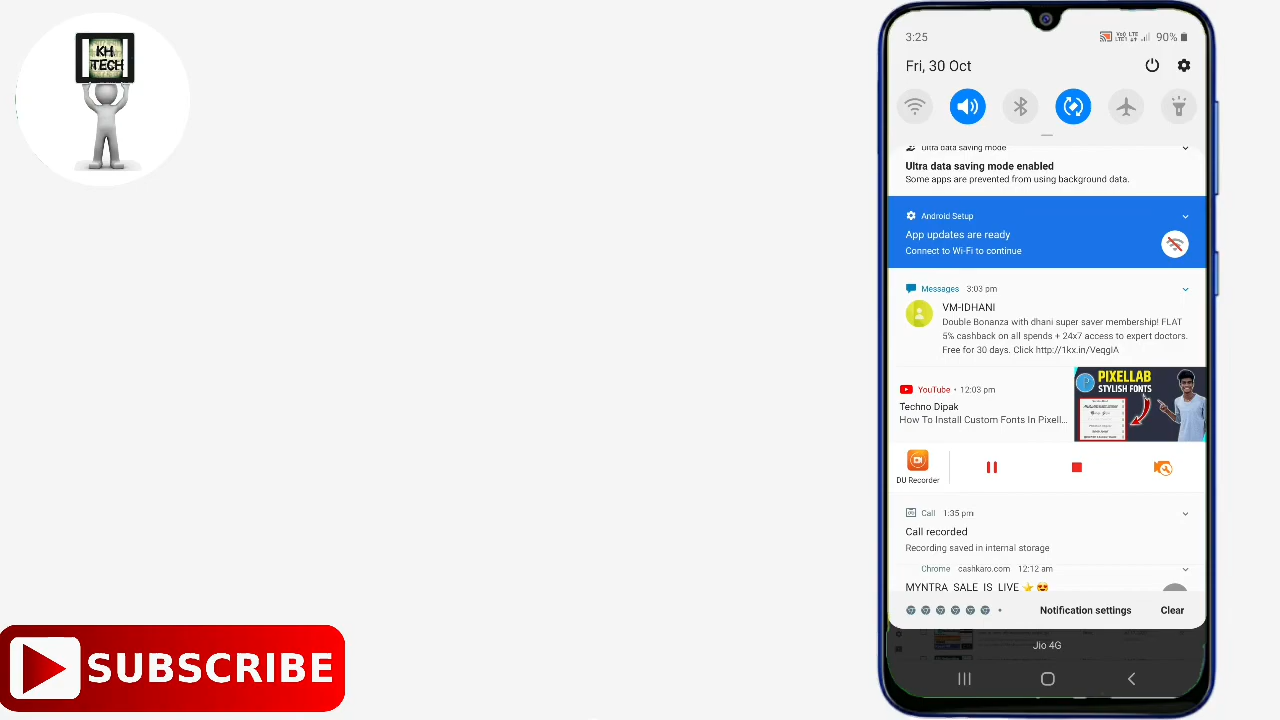 KH
TECH
SUBSCRIBE
3:25
VoO LTE
LTE1
90%
Fri, 30 Oct
Ultra data saving mode
Ultra data saving mode enabled
Some apps are prevented from using background data.
Android Setup
App updates are ready
Connect to Wi-Fi to continue
Messages 3:03 pm
VM-IDHANI
Double Bonanza with dhani super saver membership! FLAT
5% cashback on all spends + 24x7 access to expert doctors.
Free for 30 days. Click http://1kx.in/VeqgIA
YouTube • 12:03 pm
Techno Dipak
How To Install Custom Fonts In Pixell...
PIXELLAB
STYLISH FONTS
DU Recorder
Call 1:35 pm
Call recorded
Recording saved in internal storage
Chrome cashkaro.com 12:12 am
MYNTRA SALE IS LIVE ⭐ 😍
Notification settings
Clear
Jio 4G